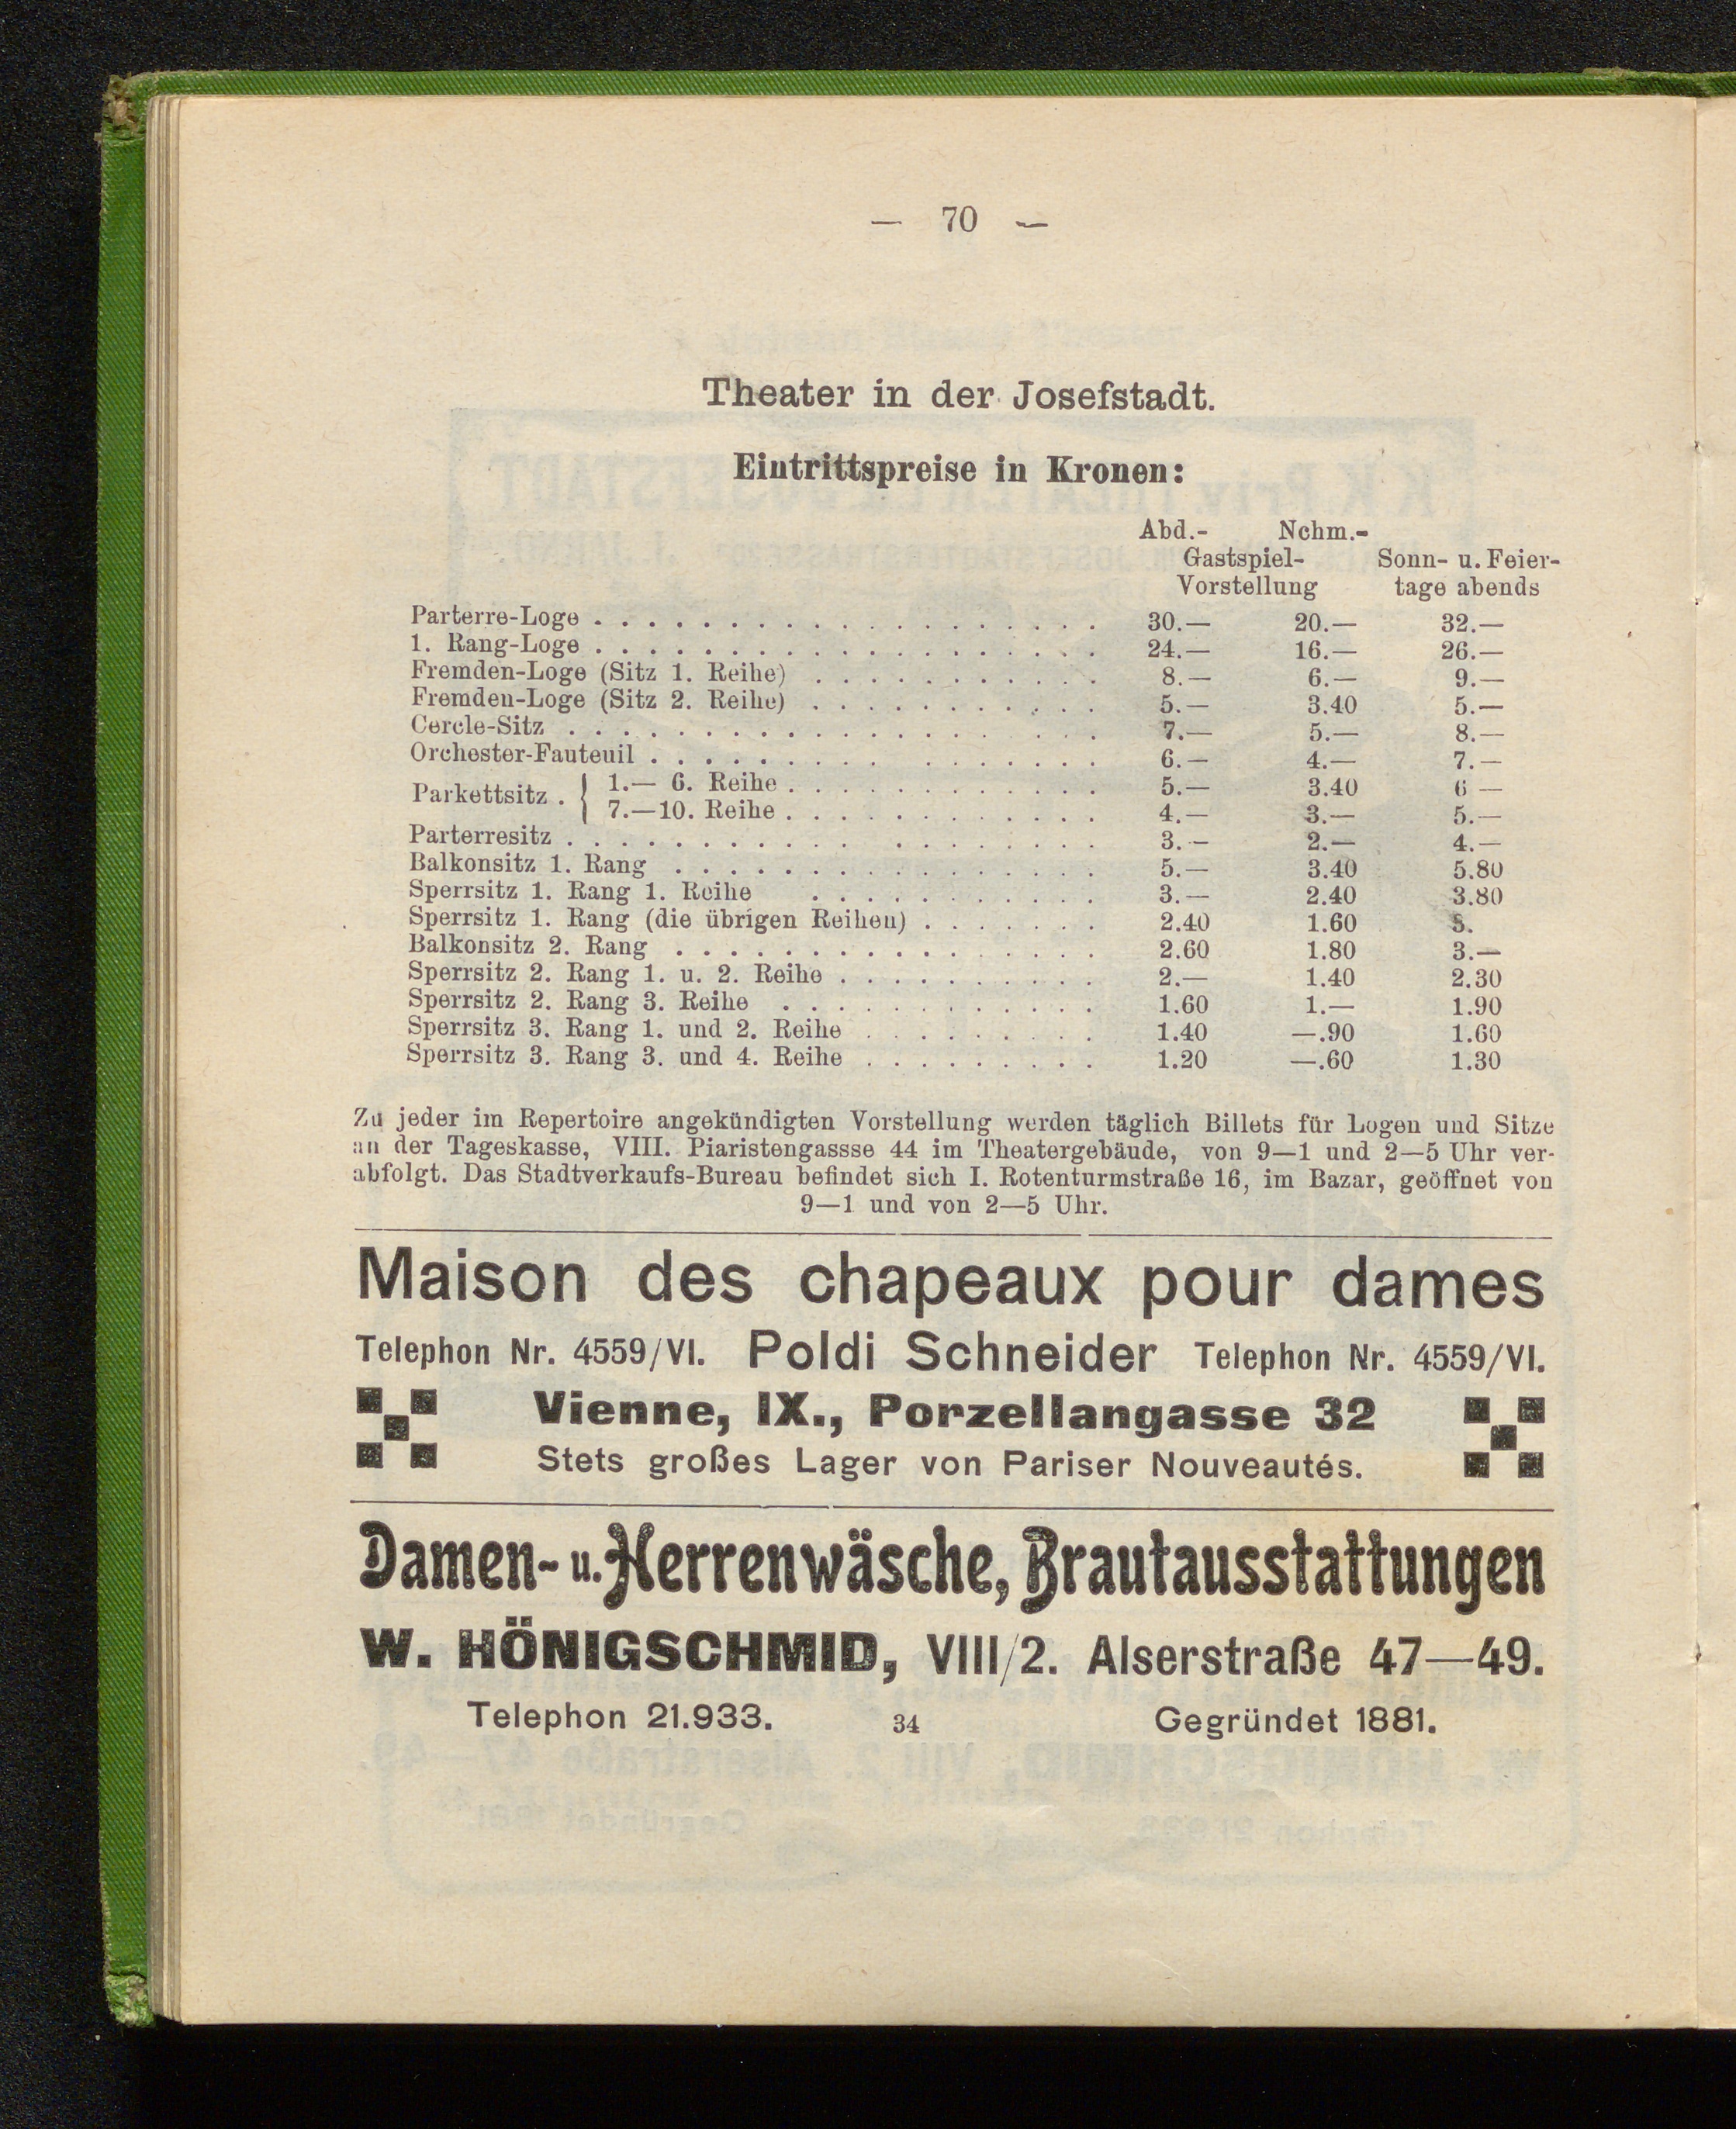 — 70 —
Theater in der Josefstadt.
Eintrittspreise in Kronen:
Abd.- Nchm.-
Gastspiel- Sonn- u. Feier-
Vorstellung tage abends
Parterre-Loge . . . . . . . . . . . . . . . . . . . 30.— 20.— 32.—
1. Rang-Loge . . . . . . . . . . . . . . . . . . . 24.— 16.— 26.—
Fremden-Loge (Sitz 1. Reihe) . . . . . . . . . . . 8.— 6.— 9.—
Fremden-Loge (Sitz 2. Reihe) . . . . . . . . . . . 5.— 3.40 5.—
Cercle-Sitz . . . . . . . . . . . . . . . . . . . . 7.— 5.— 8.—
Orchester-Fauteuil . . . . . . . . . . . . . . . . 6.— 4.— 7.—
Parkettsitz . { 1.— 6. Reihe . . . . . . . . . . . . 5.— 3.40 6 —
7.—10. Reihe . . . . . . . . . . . . 4.— 3.— 5.—
Parterresitz . . . . . . . . . . . . . . . . . . . 3.— 2.— 4.—
Balkonsitz 1. Rang . . . . . . . . . . . . . . . . 5.— 3.40 5.80
Sperrsitz 1. Rang 1. Reihe . . . . . . . . . . . 3.— 2.40 3.80
Sperrsitz 1. Rang (die übrigen Reihen) . . . . . . . 2.40 1.60 3.
Balkonsitz 2. Rang . . . . . . . . . . . . . . . . 2.60 1.80 3.—
Sperrsitz 2. Rang 1. u. 2. Reihe . . . . . . . . . . 2.— 1.40 2.30
Sperrsitz 2. Rang 3. Reihe . . . . . . . . . . . . 1.60 1.— 1.90
Sperrsitz 3. Rang 1. und 2. Reihe . . . . . . . . . 1.40 —.90 1.60
Sperrsitz 3. Rang 3. und 4. Reihe . . . . . . . . . 1.20 —.60 1.30
Zu jeder im Repertoire angekündigten Vorstellung werden täglich Billets für Logen und Sitze
an der Tageskasse, VIII. Piaristengassse 44 im Theatergebäude, von 9—1 und 2—5 Uhr ver-
abfolgt. Das Stadtverkaufs-Bureau befindet sich I. Rotenturmstraße 16, im Bazar, geöffnet von
9—1 und von 2—5 Uhr.
Maison des chapeaux pour dames
Telephon Nr. 4559/VI. Poldi Schneider Telephon Nr. 4559/VI.
Vienne, IX., Porzellangasse 32
Stets großes Lager von Pariser Nouveautés.
Damen- u. Herrenwäsche, Brautausstattungen
W. HÖNIGSCHMID, VIII/2. Alserstraße 47—49.
Telephon 21.933. 34 Gegründet 1881.